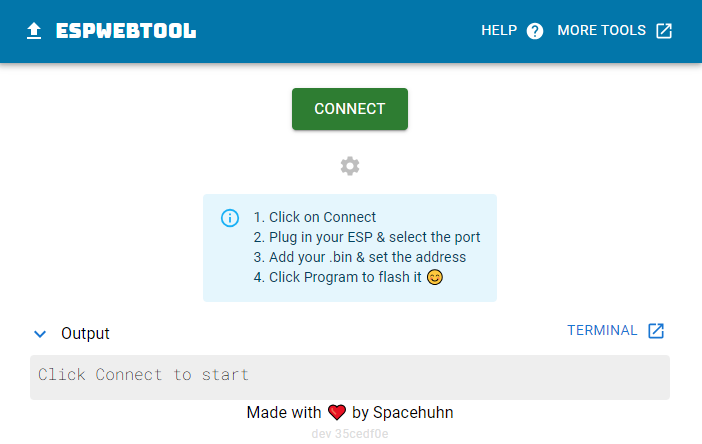 ESPWEBTOOL
HELP MORE TOOLS
CONNECT
1. Click on Connect
2. Plug in your ESP & select the port
3. Add your .bin & set the address
4. Click Program to flash it 😊
Output
TERMINAL
Click Connect to start
Made with ❤️ by Spacehuhn
dev 35cedf0e